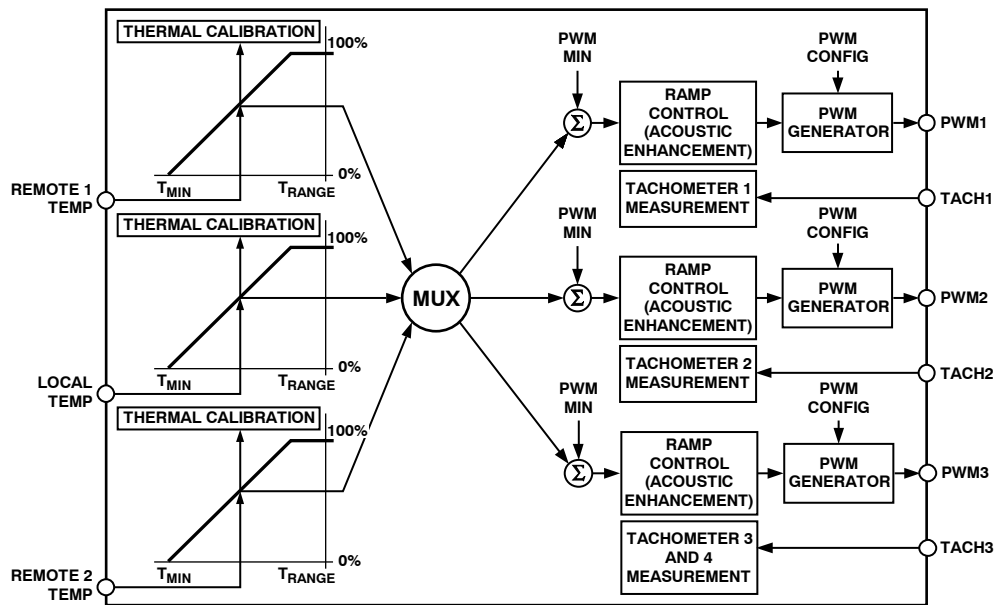 THERMAL CALIBRATION
100%
0%
T_MIN
T_RANGE
REMOTE 1
TEMP
THERMAL CALIBRATION
100%
0%
T_MIN
T_RANGE
LOCAL
TEMP
THERMAL CALIBRATION
100%
0%
T_MIN
T_RANGE
REMOTE 2
TEMP
MUX
PWM
MIN
Σ
RAMP
CONTROL
(ACOUSTIC
ENHANCEMENT)
PWM
CONFIG
PWM
GENERATOR
PWM1
TACHOMETER 1
MEASUREMENT
TACH1
PWM
MIN
Σ
RAMP
CONTROL
(ACOUSTIC
ENHANCEMENT)
PWM
CONFIG
PWM
GENERATOR
PWM2
TACHOMETER 2
MEASUREMENT
TACH2
PWM
MIN
Σ
RAMP
CONTROL
(ACOUSTIC
ENHANCEMENT)
PWM
CONFIG
PWM
GENERATOR
PWM3
TACHOMETER 3
AND 4
MEASUREMENT
TACH3